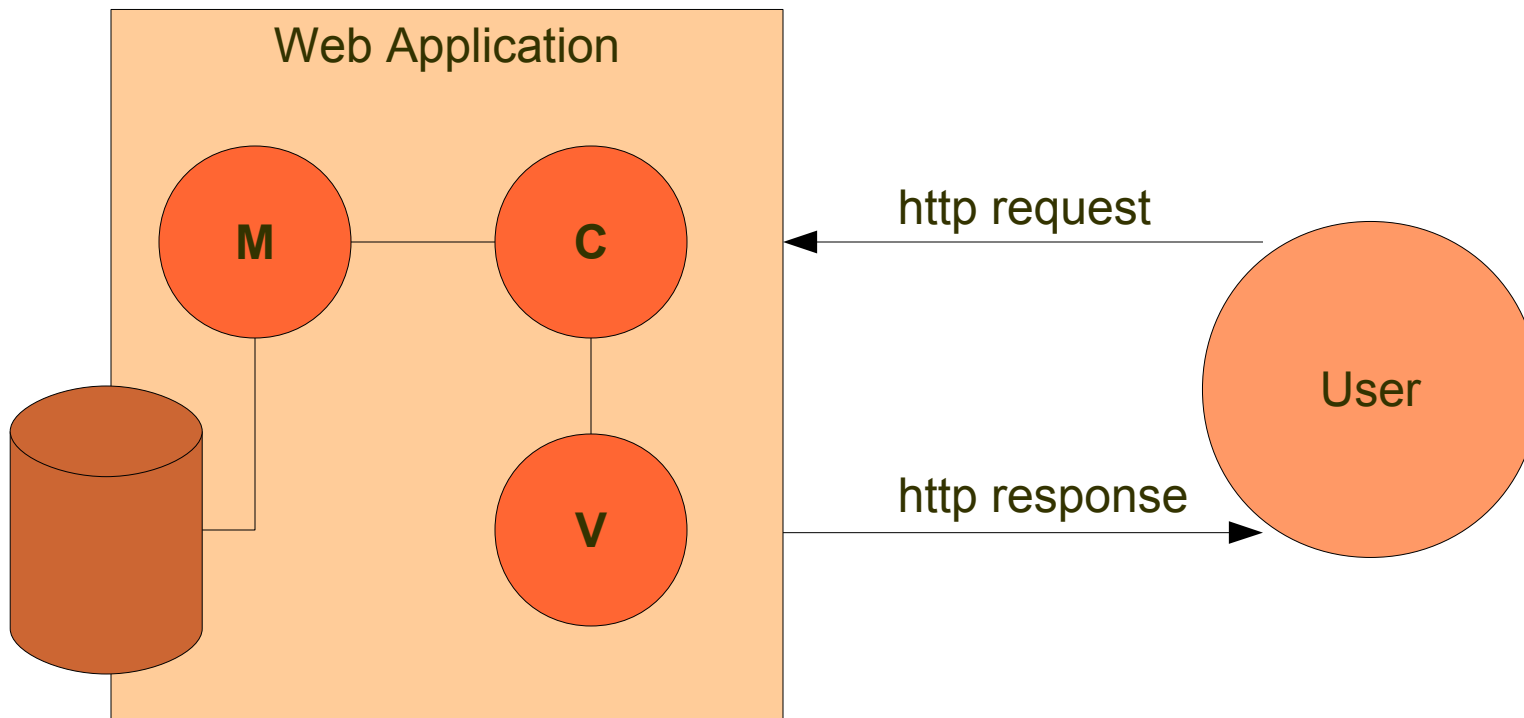 Web Application
M
C
http request
User
http response
V